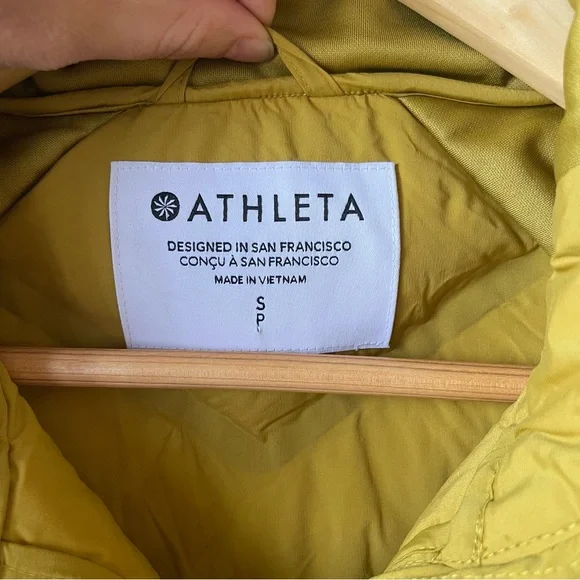 ATHLETA
DESIGNED IN SAN FRANCISCO
CONÇU À SAN FRANCISCO
MADE IN VIETNAM
S
P